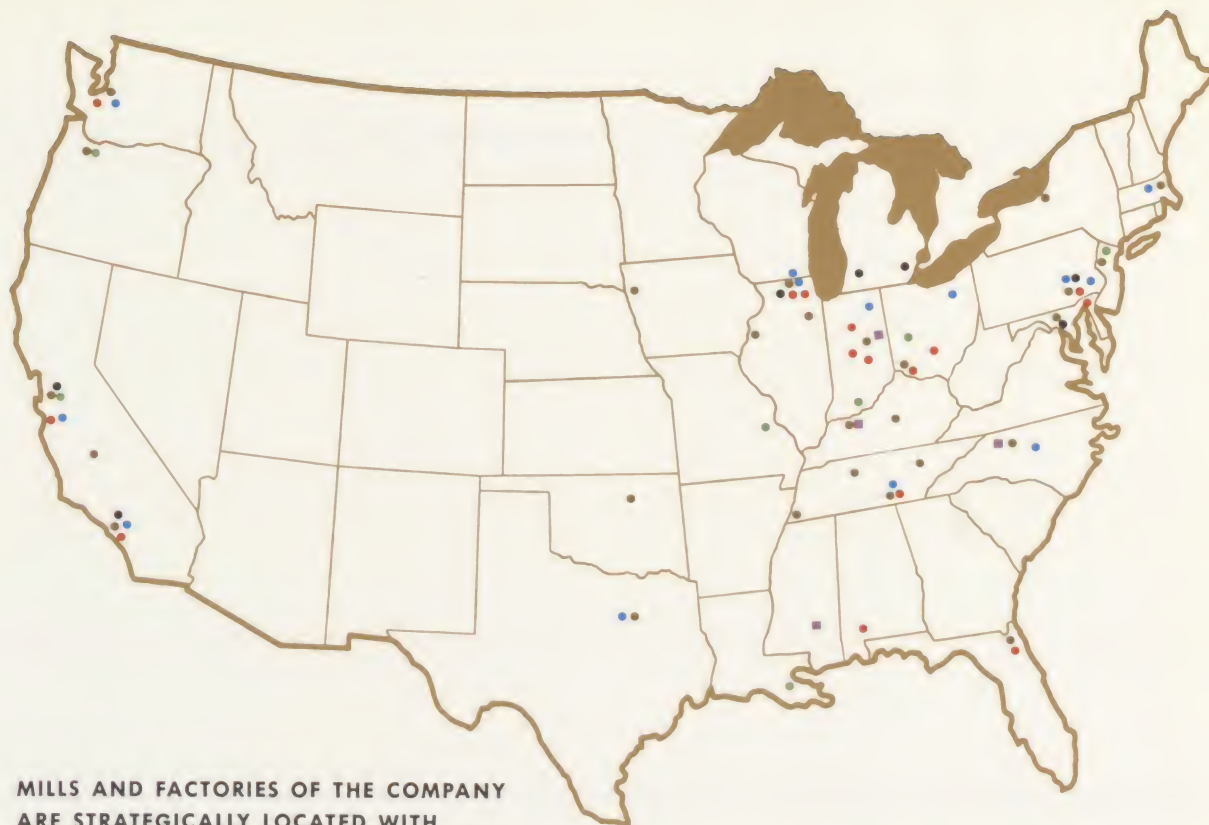 MILLS AND FACTORIES OF THE COMPANY
ARE STRATEGICALLY LOCATED WITH